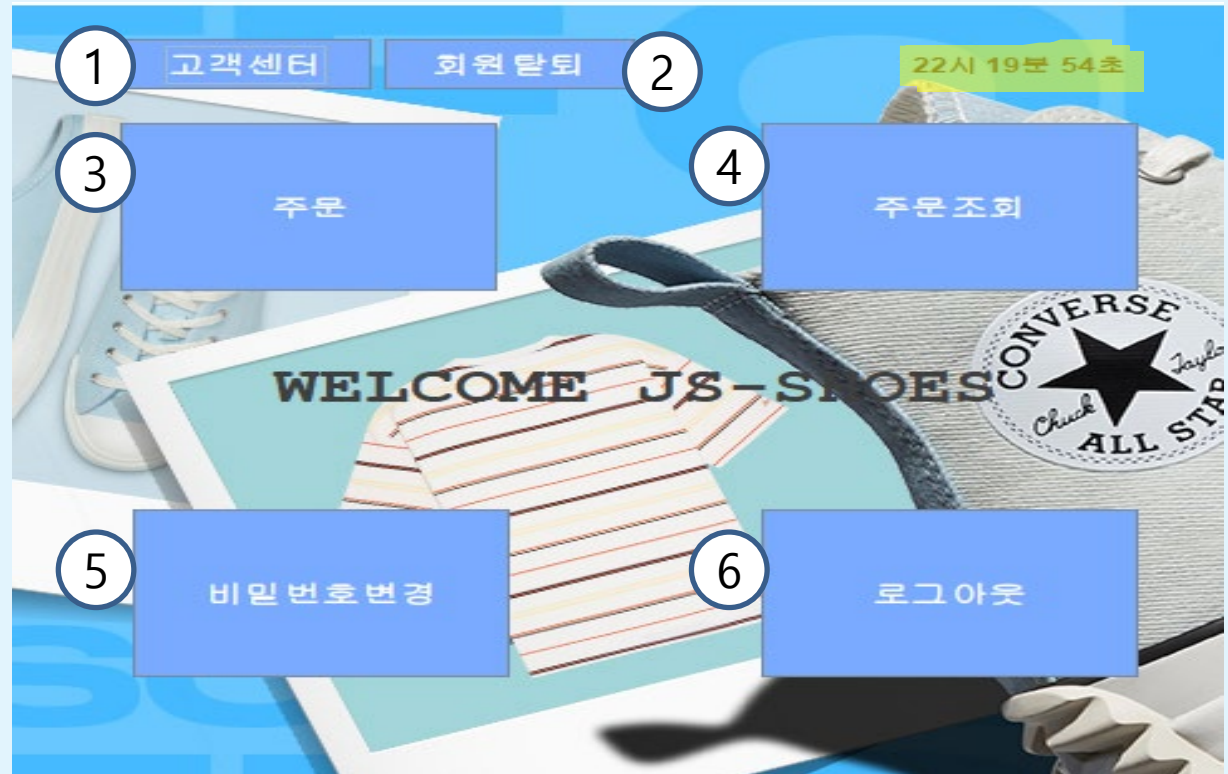 1 고객센터 회원탈퇴 2 22시 19분 54초
3 주문 4 주문조회
CONVERSE
Chuck Taylor
ALL STAR
WELCOME JS-SHOES
5 비밀번호변경 6 로그아웃